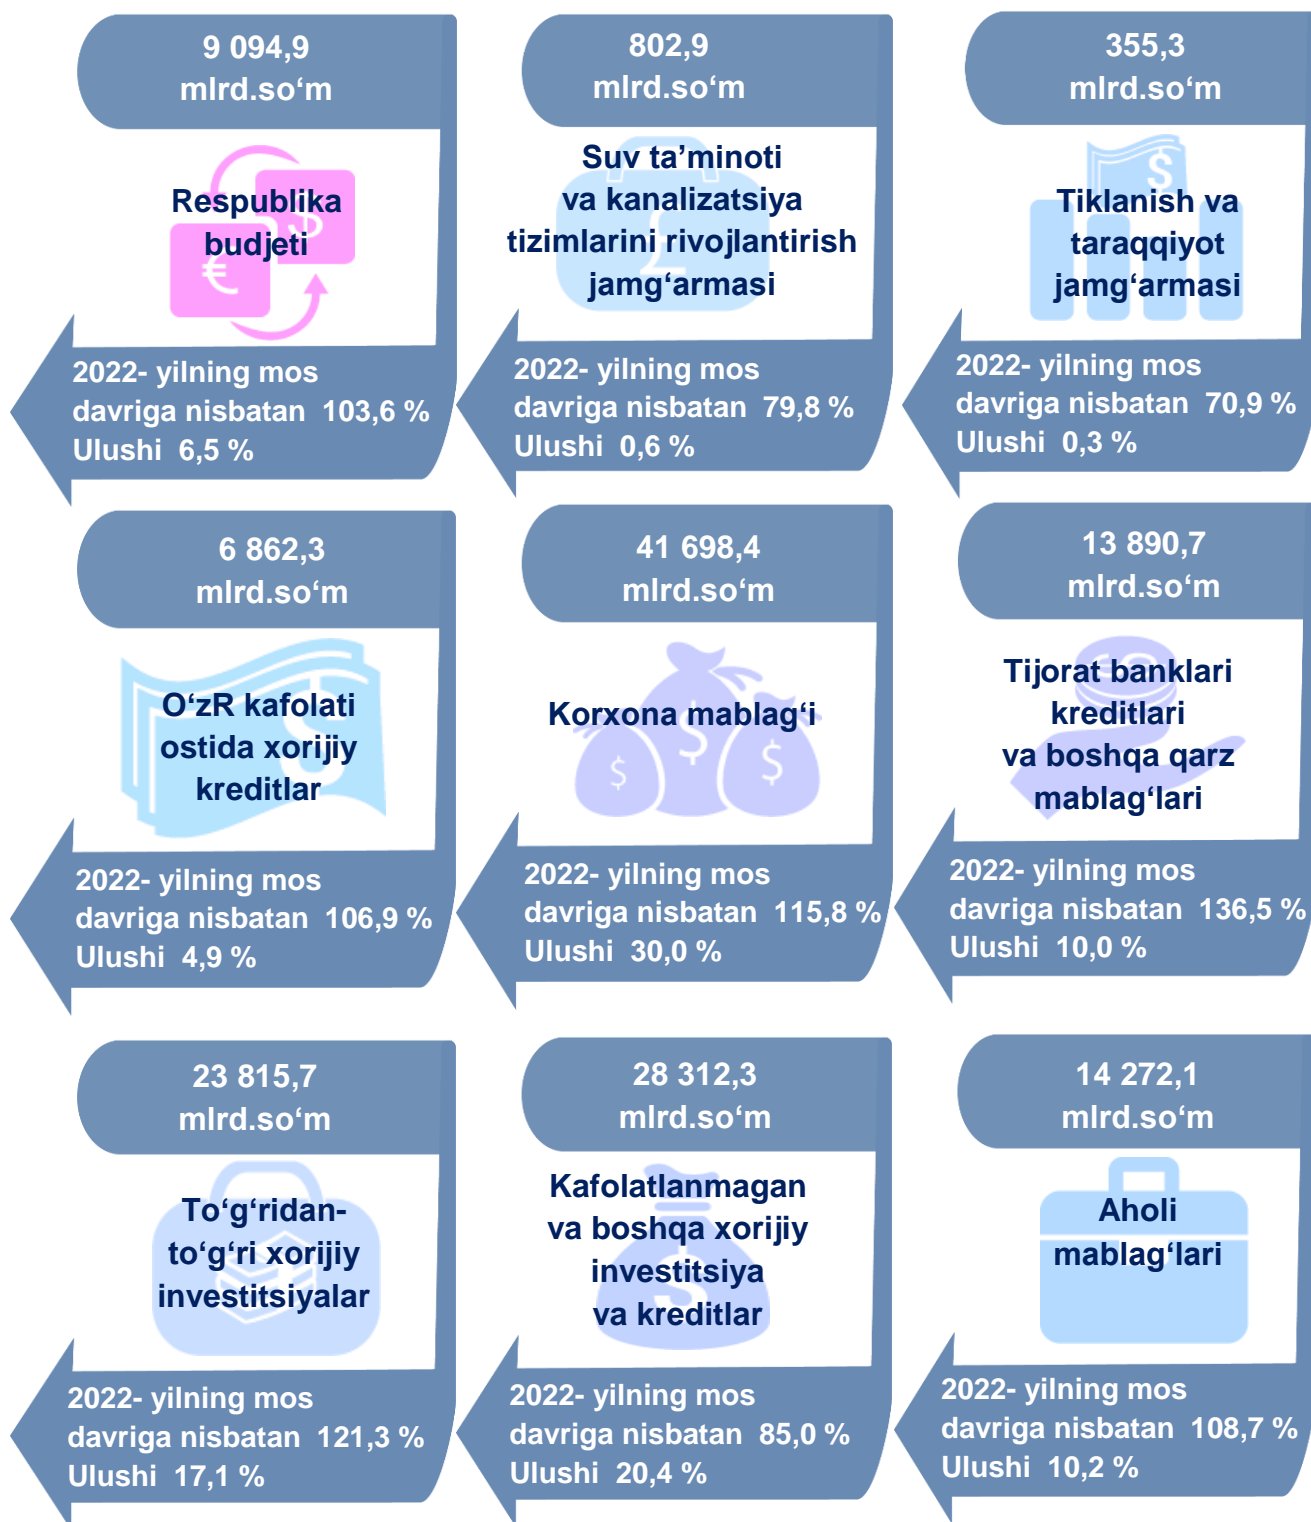 9 094,9
mlrd.so‘m
Respublika
budjeti
2022- yilning mos
davriga nisbatan 103,6 %
Ulushi 6,5 %
802,9
mlrd.so‘m
Suv ta’minoti
va kanalizatsiya
tizimlarini rivojlantirish
jamg‘armasi
2022- yilning mos
davriga nisbatan 79,8 %
Ulushi 0,6 %
355,3
mlrd.so‘m
Tiklanish va
taraqqiyot
jamg‘armasi
2022- yilning mos
davriga nisbatan 70,9 %
Ulushi 0,3 %
6 862,3
mlrd.so‘m
O‘zR kafolati
ostida xorijiy
kreditlar
2022- yilning mos
davriga nisbatan 106,9 %
Ulushi 4,9 %
41 698,4
mlrd.so‘m
Korxona mablag‘i
2022- yilning mos
davriga nisbatan 115,8 %
Ulushi 30,0 %
13 890,7
mlrd.so‘m
Tijorat banklari
kreditlari
va boshqa qarz
mablag‘lari
2022- yilning mos
davriga nisbatan 136,5 %
Ulushi 10,0 %
23 815,7
mlrd.so‘m
To‘g‘ridan-
to‘g‘ri xorijiy
investitsiyalar
2022- yilning mos
davriga nisbatan 121,3 %
Ulushi 17,1 %
28 312,3
mlrd.so‘m
Kafolatlanmagan
va boshqa xorijiy
investitsiya
va kreditlar
2022- yilning mos
davriga nisbatan 85,0 %
Ulushi 20,4 %
14 272,1
mlrd.so‘m
Aholi
mablag‘lari
2022- yilning mos
davriga nisbatan 108,7 %
Ulushi 10,2 %